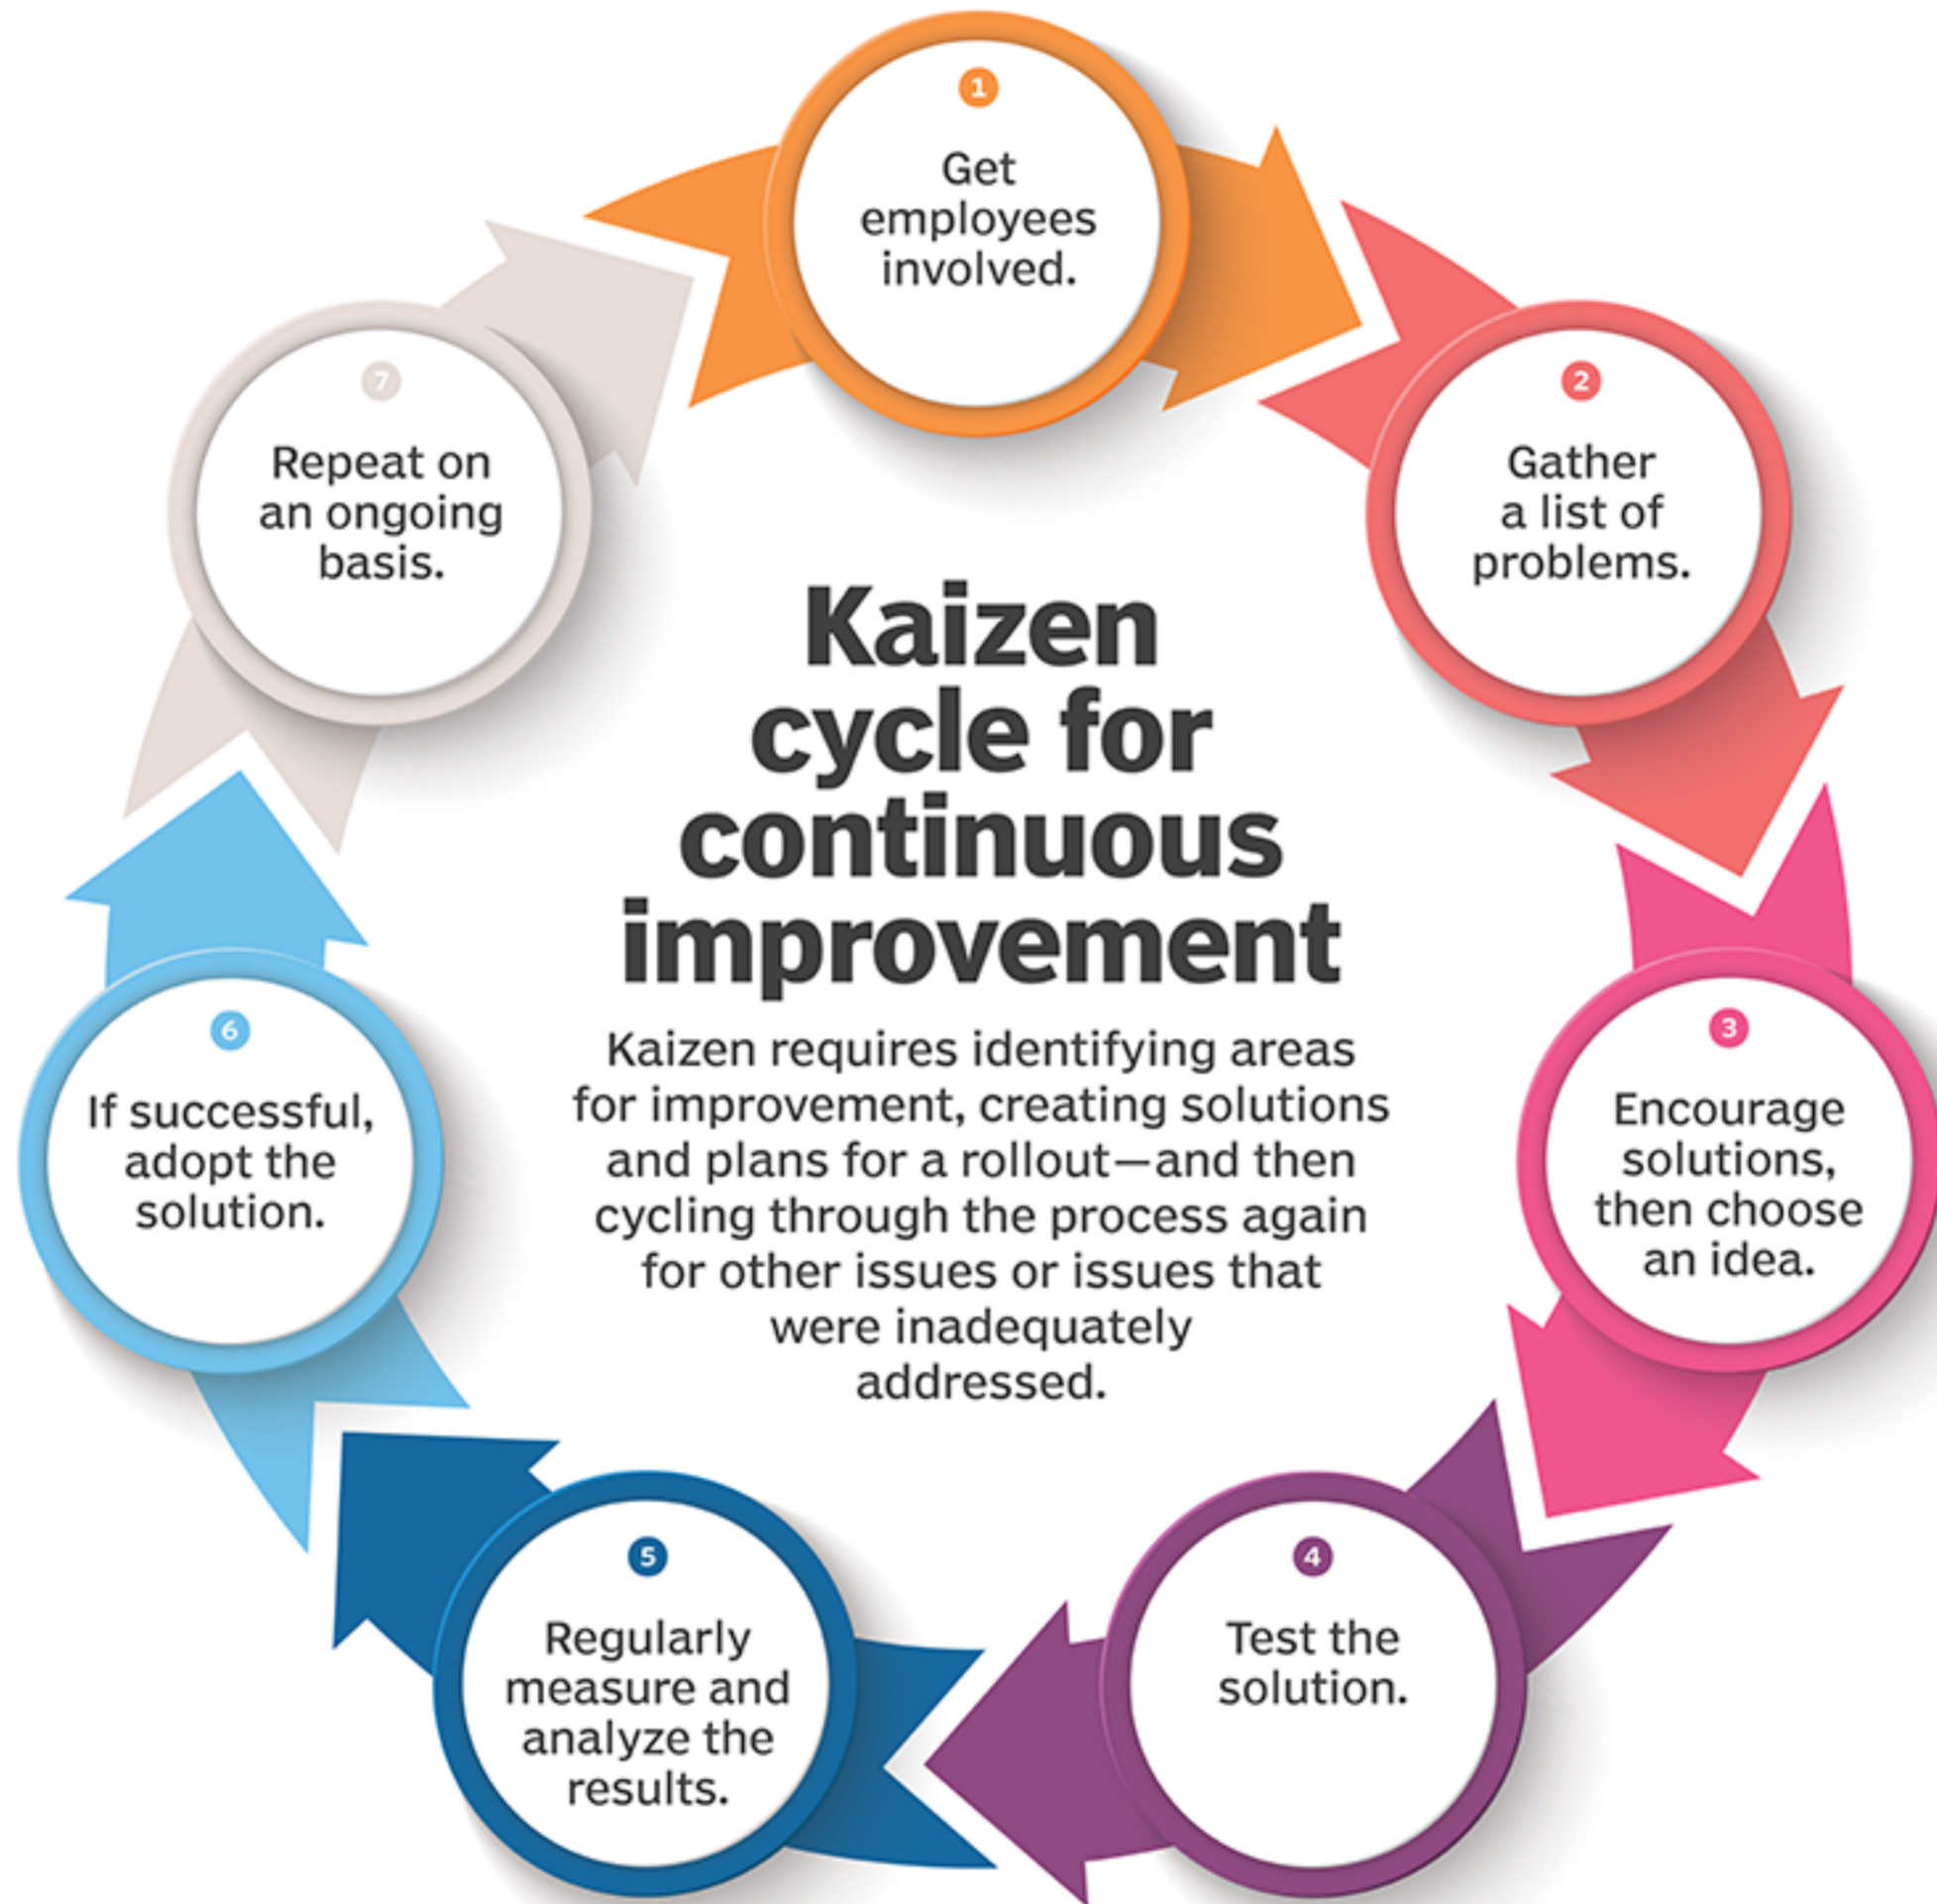 Kaizen
cycle for
continuous
improvement
Kaizen requires identifying areas
for improvement, creating solutions
and plans for a rollout—and then
cycling through the process again
for other issues or issues that
were inadequately
addressed.
1
Get
employees
involved.
2
Gather
a list of
problems.
3
Encourage
solutions,
then choose
an idea.
4
Test the
solution.
5
Regularly
measure and
analyze the
results.
6
If successful,
adopt the
solution.
7
Repeat on
an ongoing
basis.